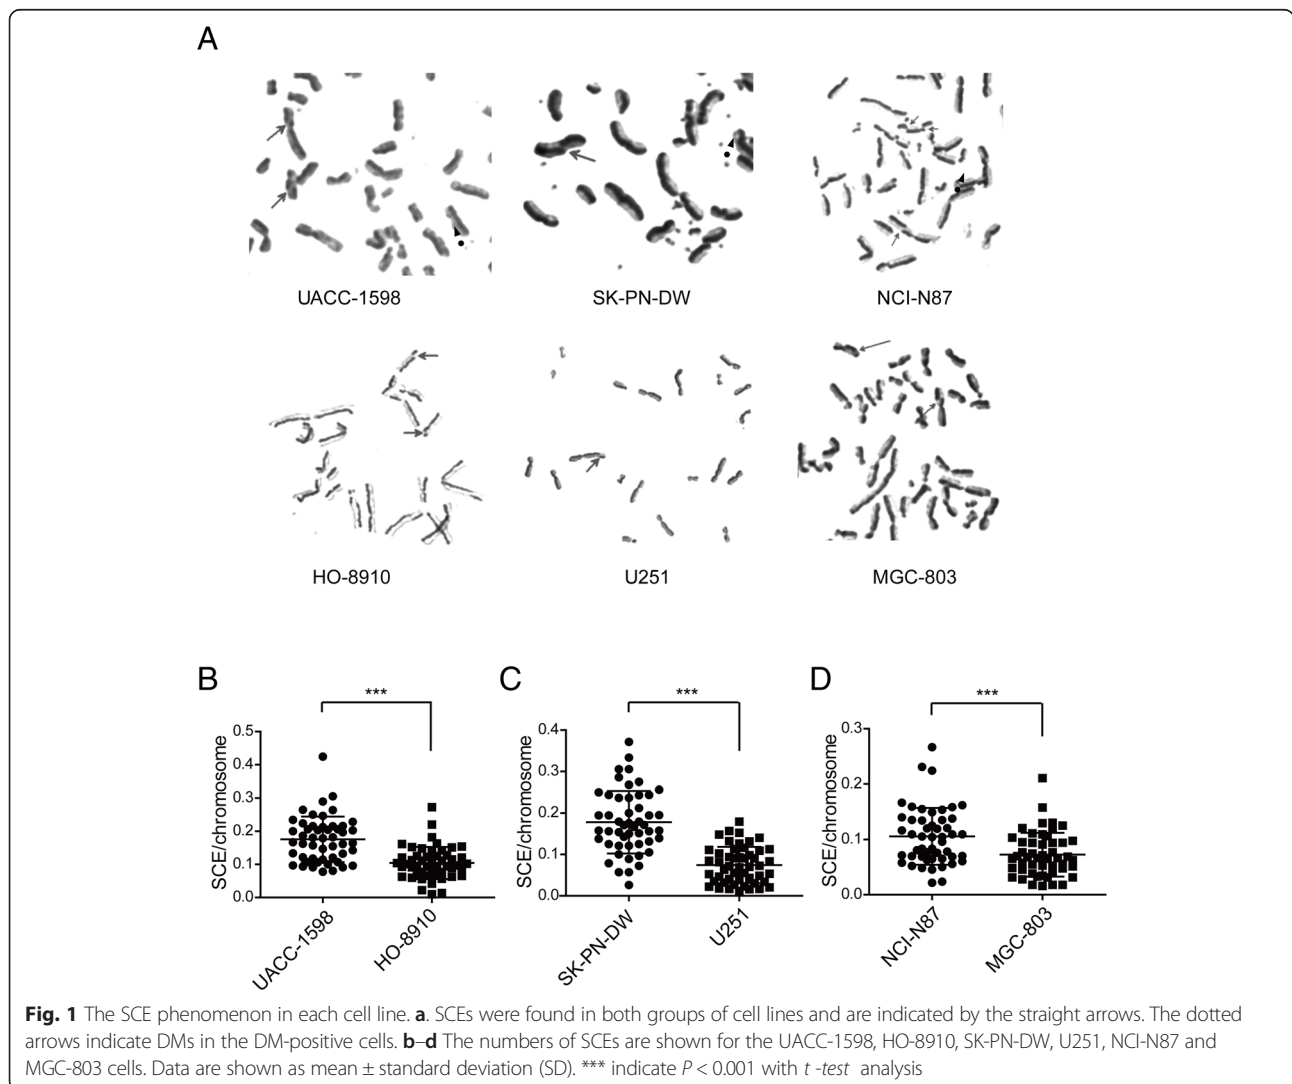 A
UACC-1598 SK-PN-DW NCI-N87
HO-8910 U251 MGC-803
B
***
SCE/chromosome
0.5
0.4
0.3
0.2
0.1
0.0
UACC-1598
HO-8910
C
***
SCE/chromosome
0.4
0.3
0.2
0.1
0.0
SK-PN-DW
U251
D
***
SCE/chromosome
0.3
0.2
0.1
0.0
NCI-N87
MGC-803
Fig. 1 The SCE phenomenon in each cell line. a. SCEs were found in both groups of cell lines and are indicated by the straight arrows. The dotted
arrows indicate DMs in the DM-positive cells. b–d The numbers of SCEs are shown for the UACC-1598, HO-8910, SK-PN-DW, U251, NCI-N87 and
MGC-803 cells. Data are shown as mean ± standard deviation (SD). *** indicate P < 0.001 with t -test analysis